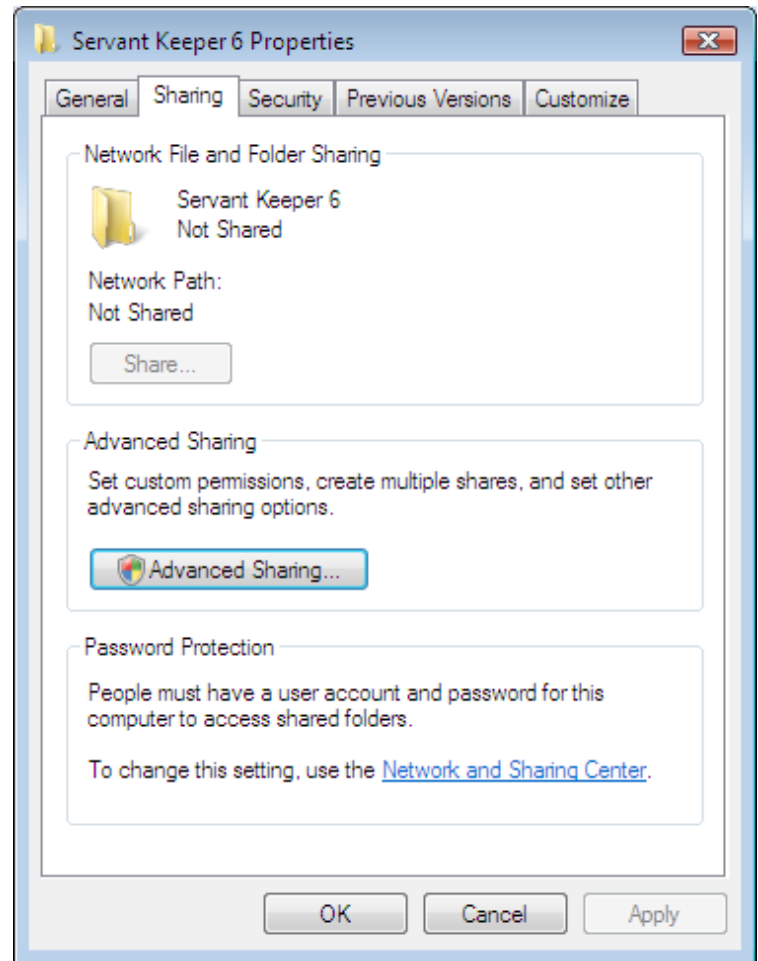 Servant Keeper 6 Properties
General
Sharing
Security
Previous Versions
Customize
Network File and Folder Sharing
Servant Keeper 6
Not Shared
Network Path:
Not Shared
Share...
Advanced Sharing
Set custom permissions, create multiple shares, and set other
advanced sharing options.
Advanced Sharing...
Password Protection
People must have a user account and password for this
computer to access shared folders.
To change this setting, use the Network and Sharing Center.
OK
Cancel
Apply